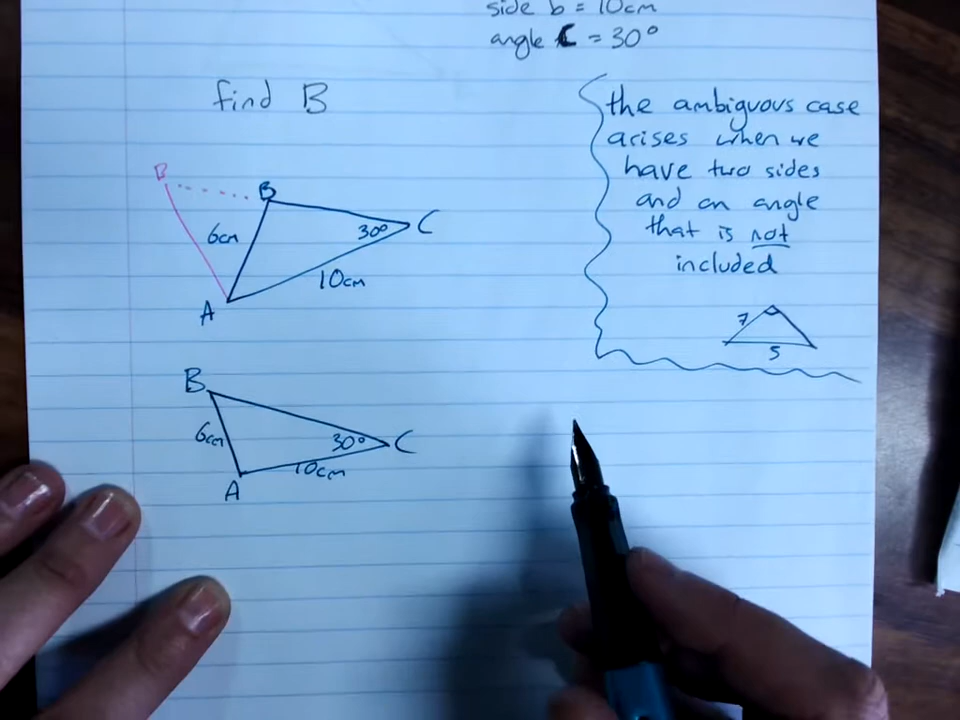 side b = 10cm
angle C = 30°
find B
the ambiguous case
arises when we
have two sides
and an angle
that is not
included
7
5
B
B
6cm
30°
C
10cm
A
B
6cm
30°
C
10cm
A